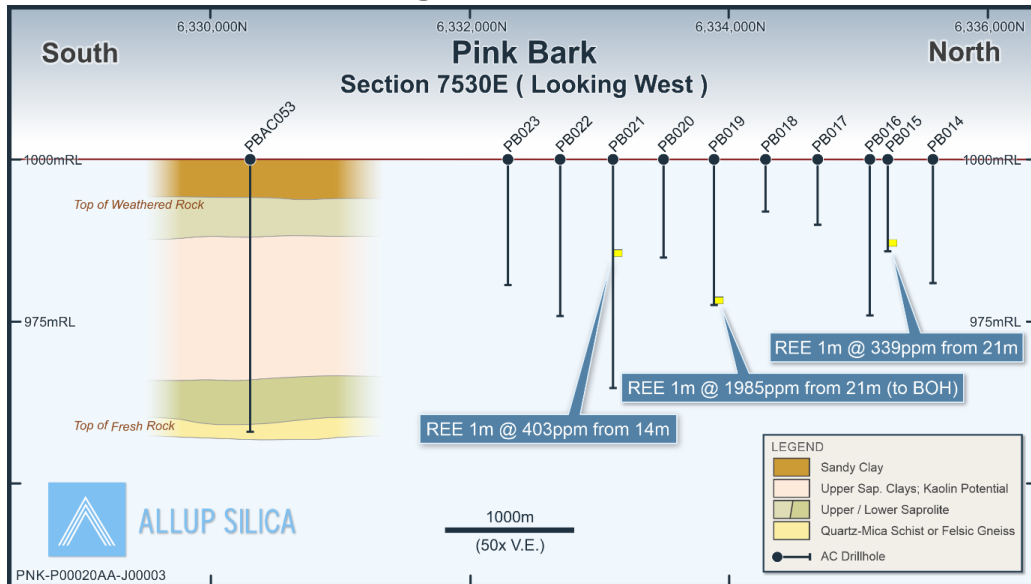 6,330,000N
6,332,000N
6,334,000N
6,336,000N
South
Pink Bark
North
Section 7530E ( Looking West )
PBAC053
PB023
PB022
PB021
PB020
PB019
PB018
PB017
PB016
PB015
PB014
1000mRL
1000mRL
Top of Weathered Rock
975mRL
975mRL
REE 1m @ 339ppm from 21m
REE 1m @ 1985ppm from 21m (to BOH)
REE 1m @ 403ppm from 14m
Top of Fresh Rock
LEGEND
Sandy Clay
Upper Sap. Clays; Kaolin Potential
Upper / Lower Saprolite
Quartz-Mica Schist or Felsic Gneiss
AC Drillhole
ALLUP SILICA
1000m
(50x V.E.)
PNK-P00020AA-J00003